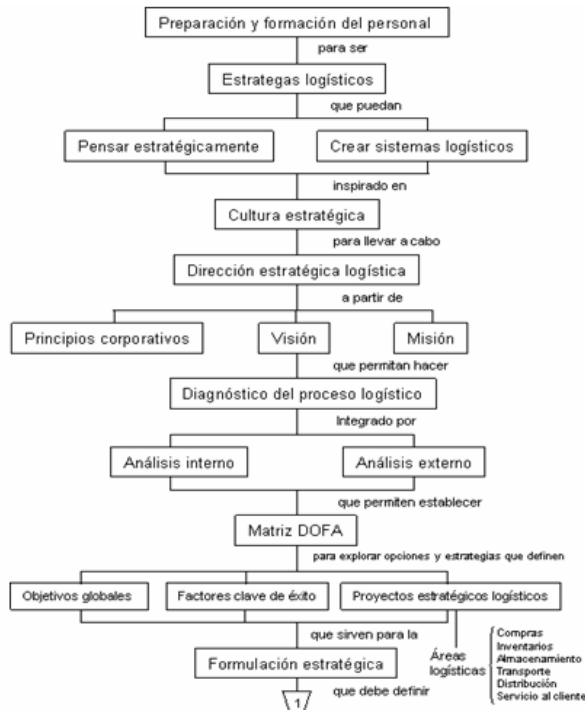 Preparación y formación del personal
para ser
Estrategas logísticos
que puedan
Pensar estratégicamente
Crear sistemas logísticos
inspirado en
Cultura estratégica
para llevar a cabo
Dirección estratégica logística
a partir de
Principios corporativos
Visión
Misión
que permitan hacer
Diagnóstico del proceso logístico
Integrado por
Análisis interno
Análisis externo
que permiten establecer
Matriz DOFA
para explorar opciones y estrategias que definen
Objetivos globales
Factores clave de éxito
Proyectos estratégicos logísticos
que sirven para la
Áreas
logísticas
Compras
Inventarios
Almacenamiento
Transporte
Distribución
Servicio al cliente
Formulación estratégica
que debe definir
1